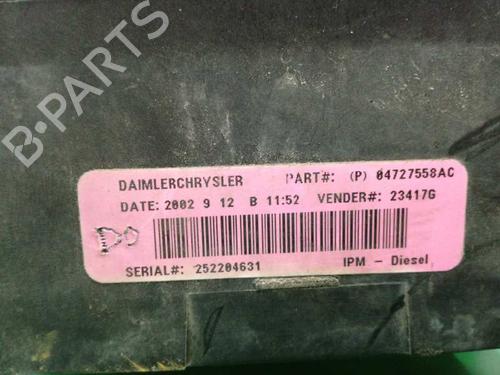 B-PARTS
DAIMLERCHRYSLER PART#: (P) 04727558AC
DATE: 2002 9 12 B 11:52 VENDER#: 23417G
SERIAL#: 252204631 IPM - Diesel